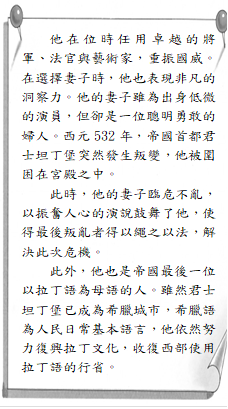 他在位時任用卓越的將
軍、法官與藝術家，重振國威。
在選擇妻子時，他也表現非凡的
洞察力。他的妻子雖為出身低微
的演員，但卻是一位聰明勇敢的
婦人。西元 532 年，帝國首都君
士坦丁堡突然發生叛變，他被圍
困在宮殿之中。
此時，他的妻子臨危不亂，
以振奮人心的演說鼓舞了他，使
得最後叛亂者得以繩之以法，解
決此次危機。
此外，他也是帝國最後一位
以拉丁語為母語的人。雖然君士
坦丁堡已成為希臘城市，希臘語
為人民日常基本語言，他依然努
力復興拉丁文化，收復西部使用
拉丁語的行省。